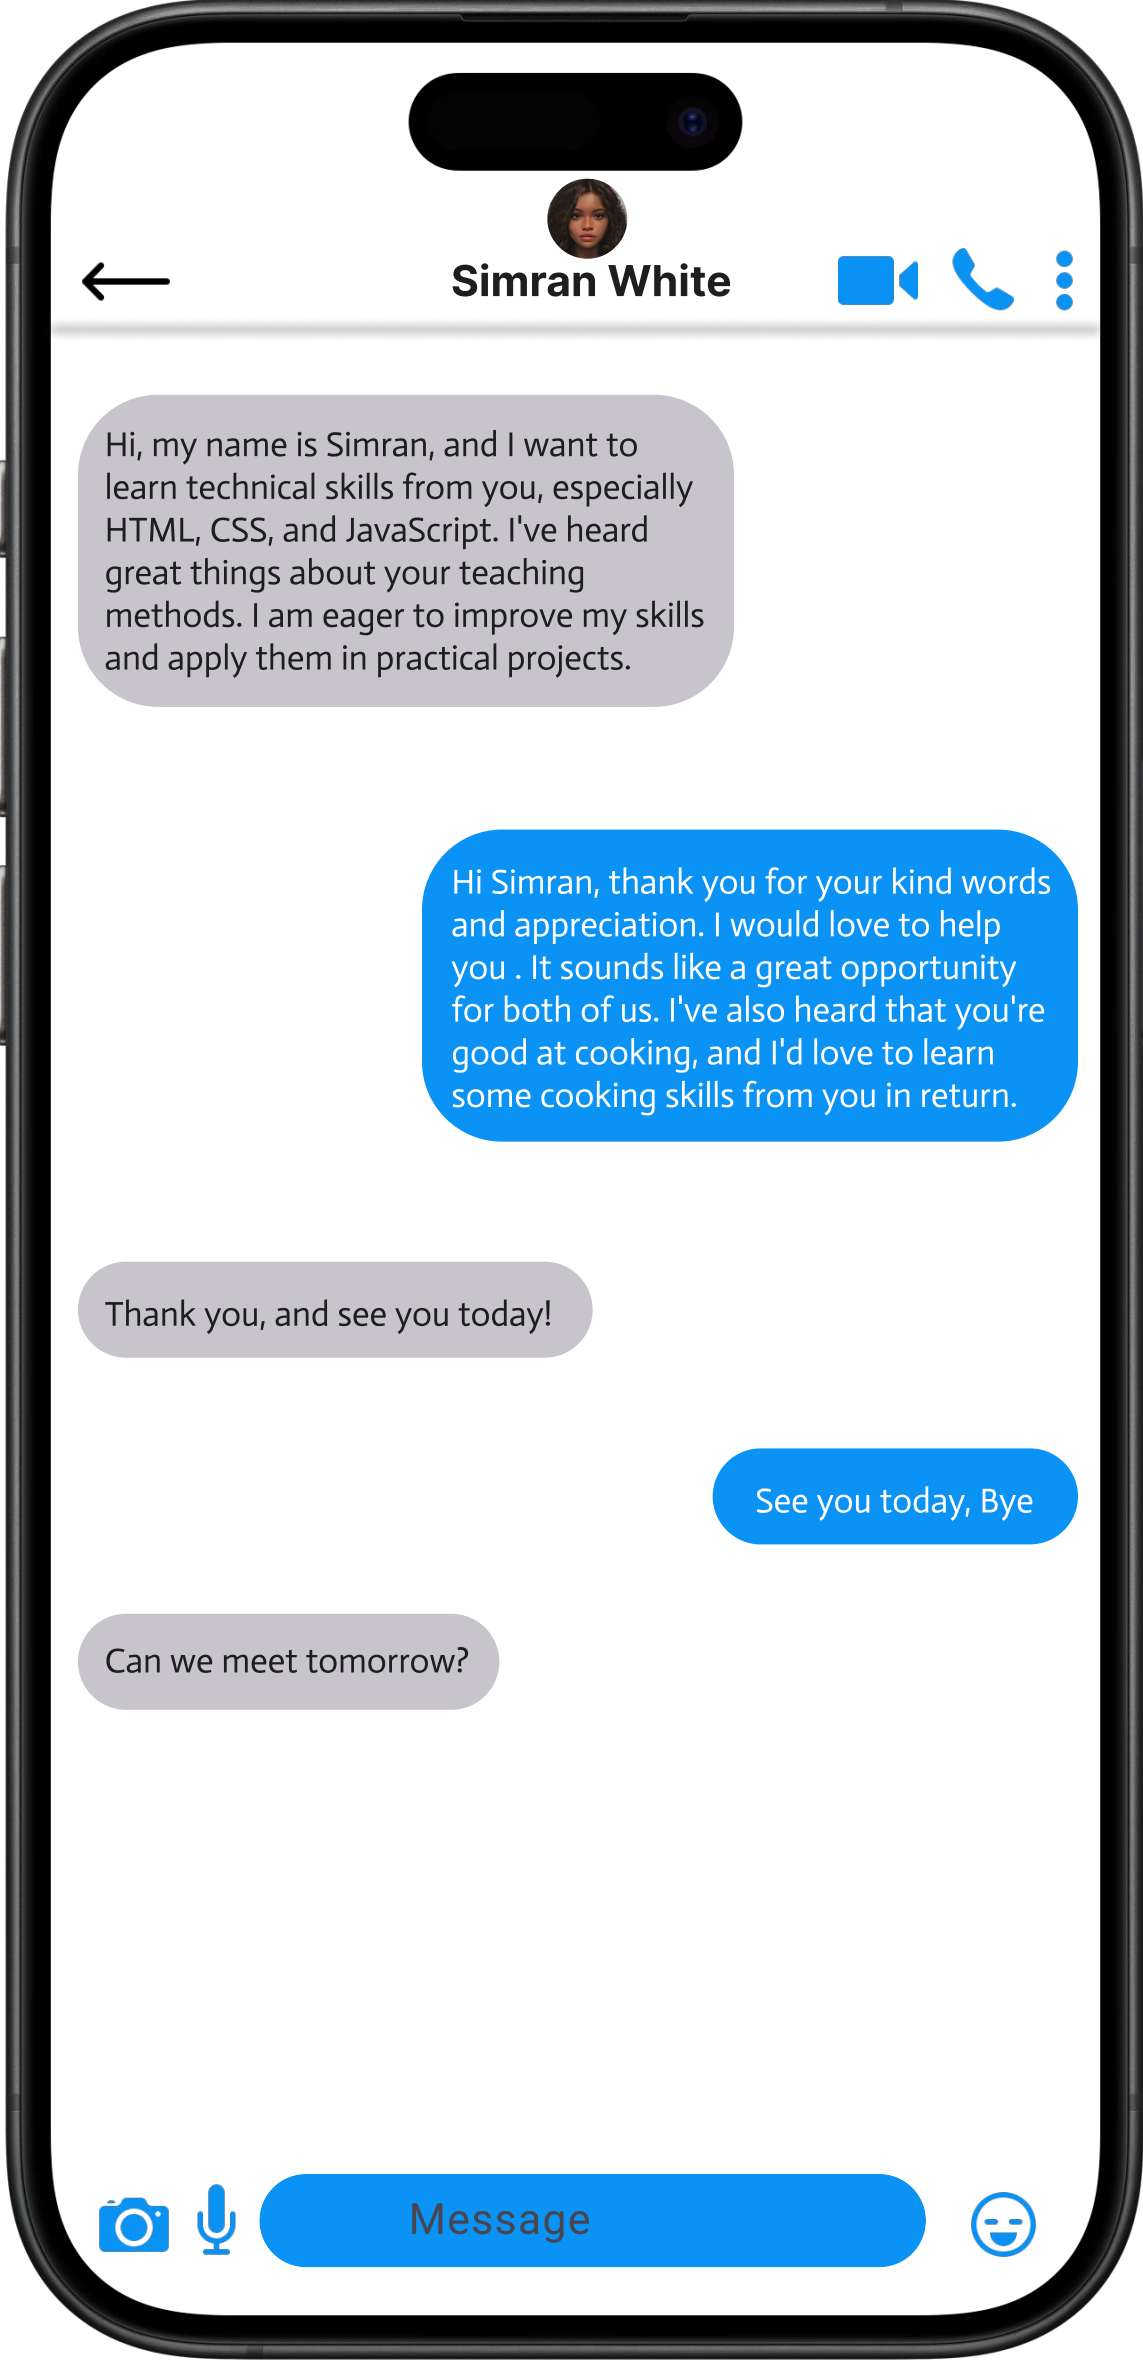 Simran White
Hi, my name is Simran, and I want to
learn technical skills from you, especially
HTML, CSS, and JavaScript. I've heard
great things about your teaching
methods. I am eager to improve my skills
and apply them in practical projects.
Hi Simran, thank you for your kind words
and appreciation. I would love to help
you . It sounds like a great opportunity
for both of us. I've also heard that you're
good at cooking, and I'd love to learn
some cooking skills from you in return.
Thank you, and see you today!
See you today, Bye
Can we meet tomorrow?
Message